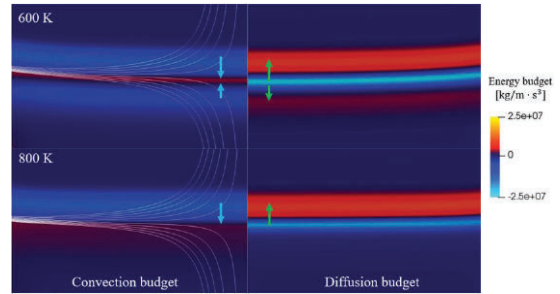 600 K
Energy budget
[kg/m · s³]
2.5e+07
0
-2.5e+07
800 K
Convection budget
Diffusion budget